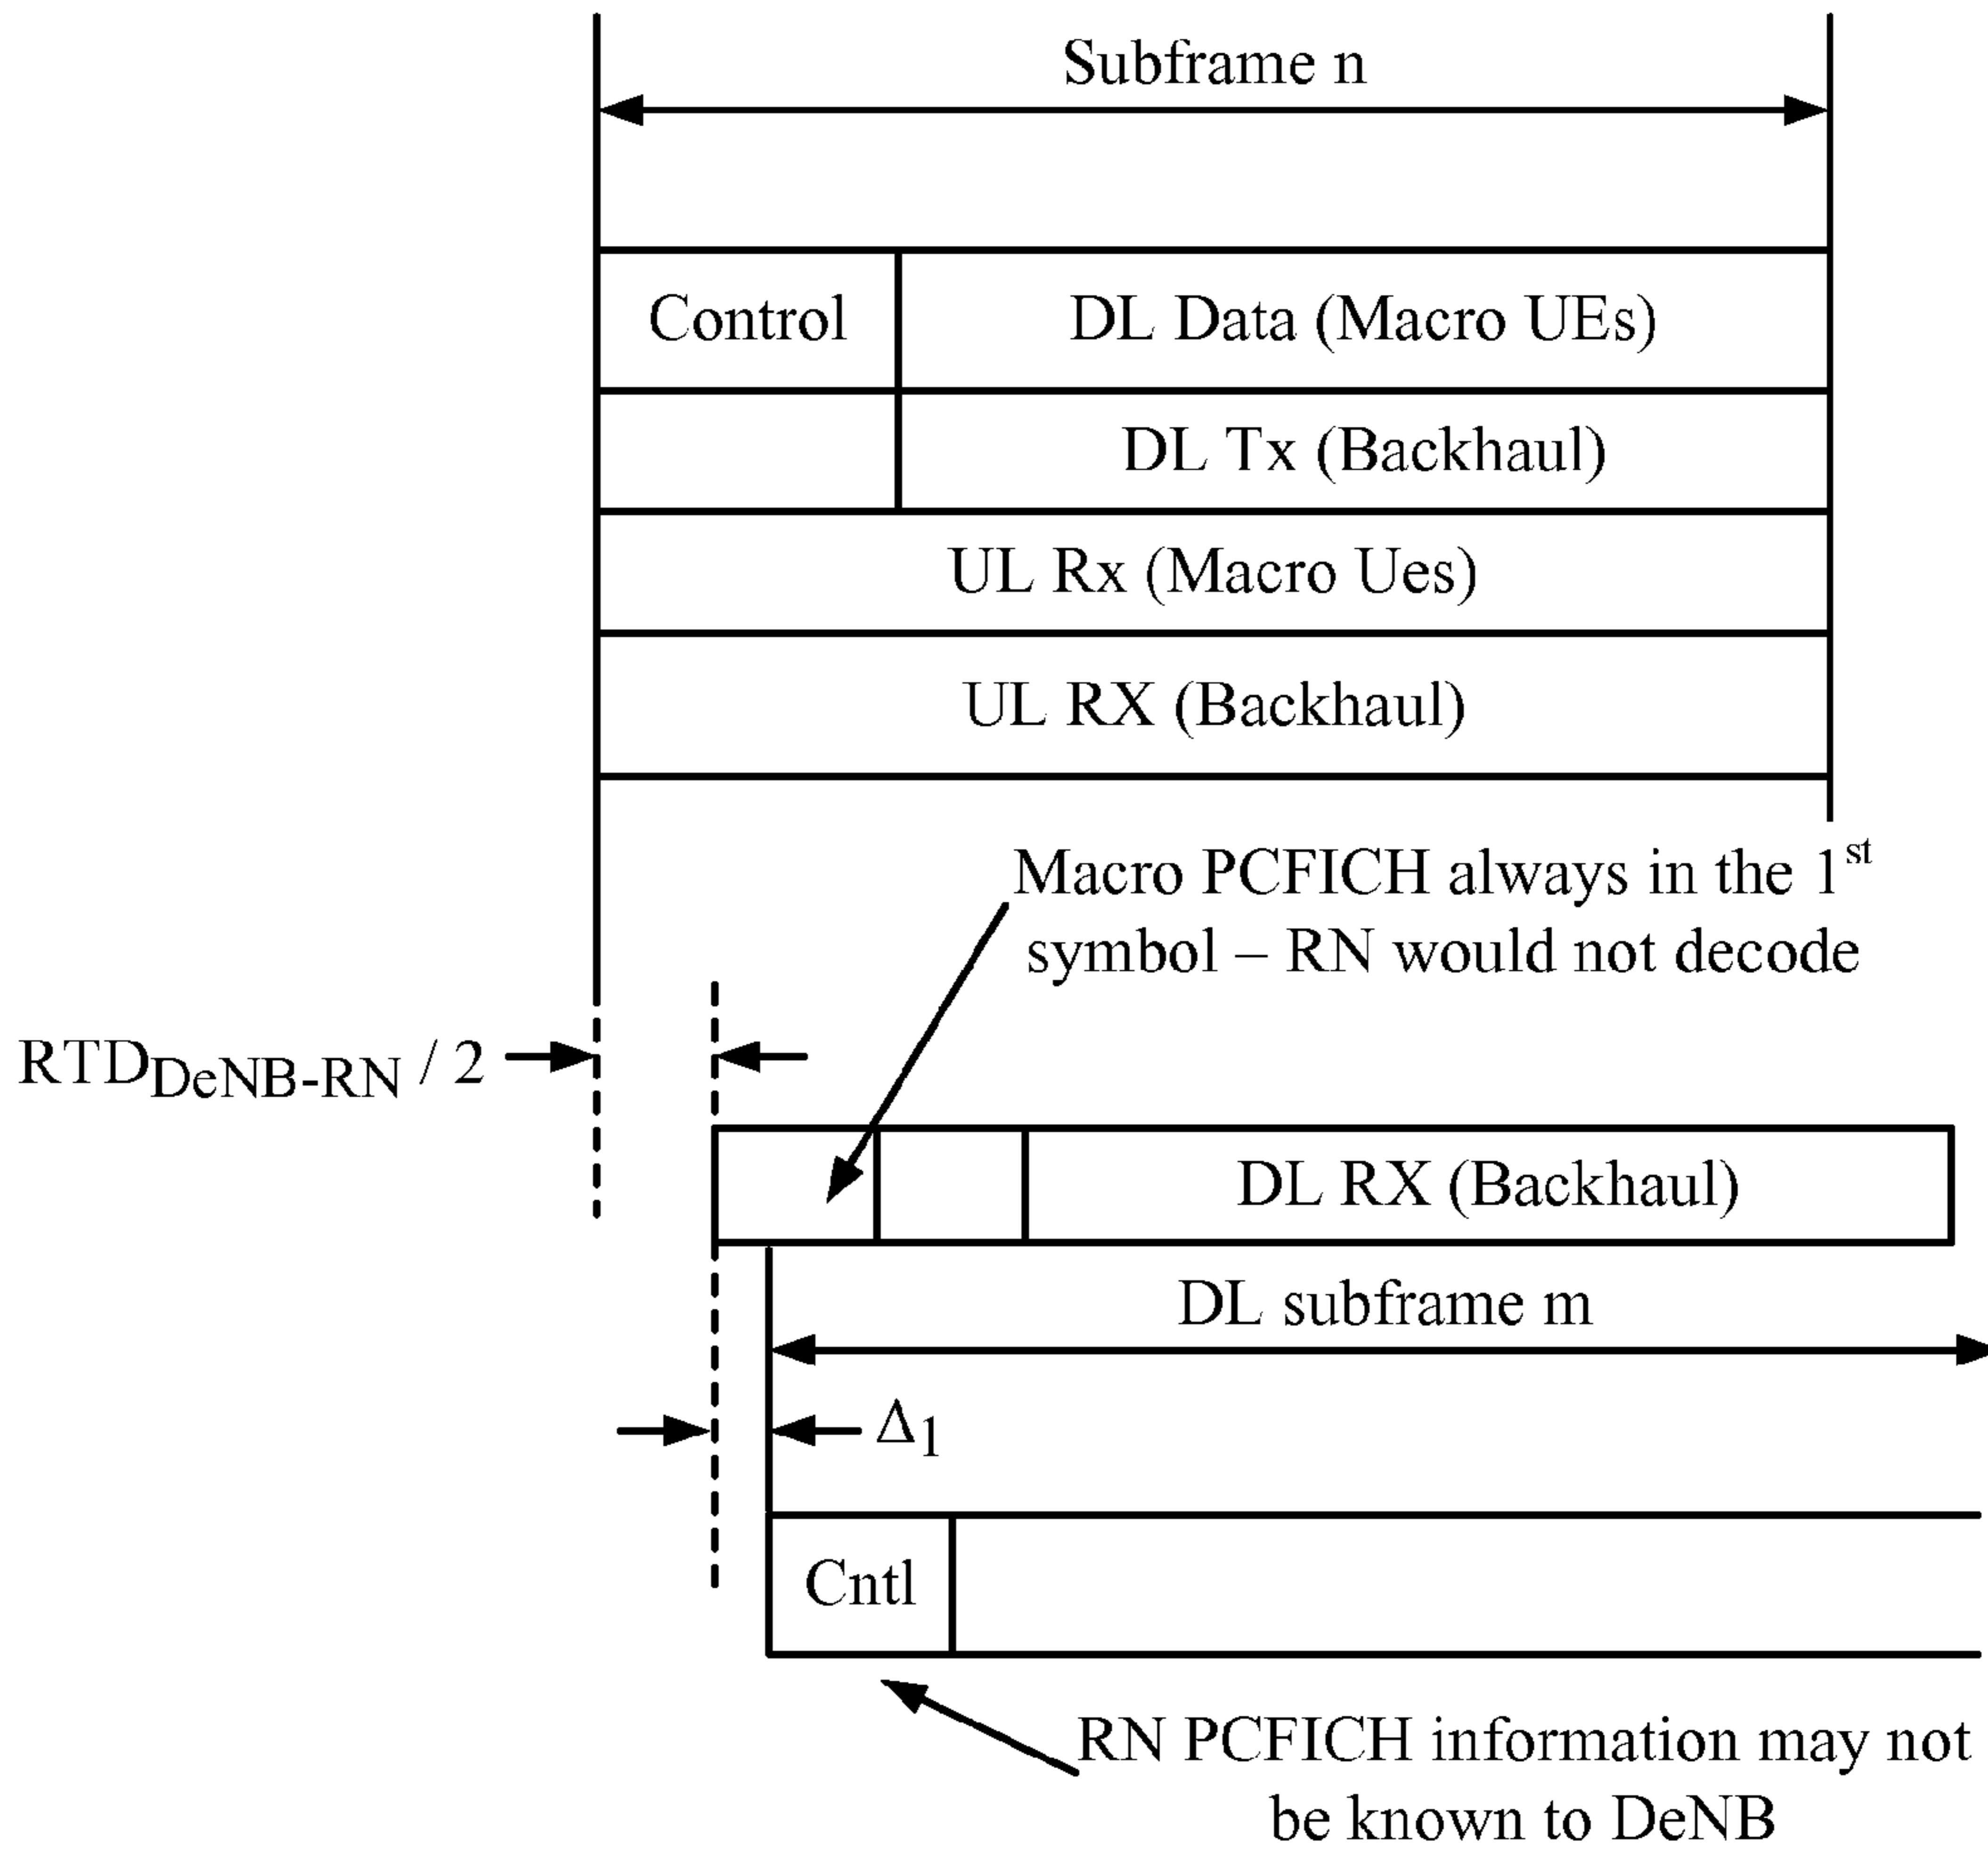 Subframe n
Control
DL Data (Macro UEs)
DL Tx (Backhaul)
UL Rx (Macro Ues)
UL RX (Backhaul)
Macro PCFICH always in the 1st
symbol – RN would not decode
RTDDeNB-RN / 2
DL RX (Backhaul)
DL subframe m
Δ1
Cntl
RN PCFICH information may not
be known to DeNB